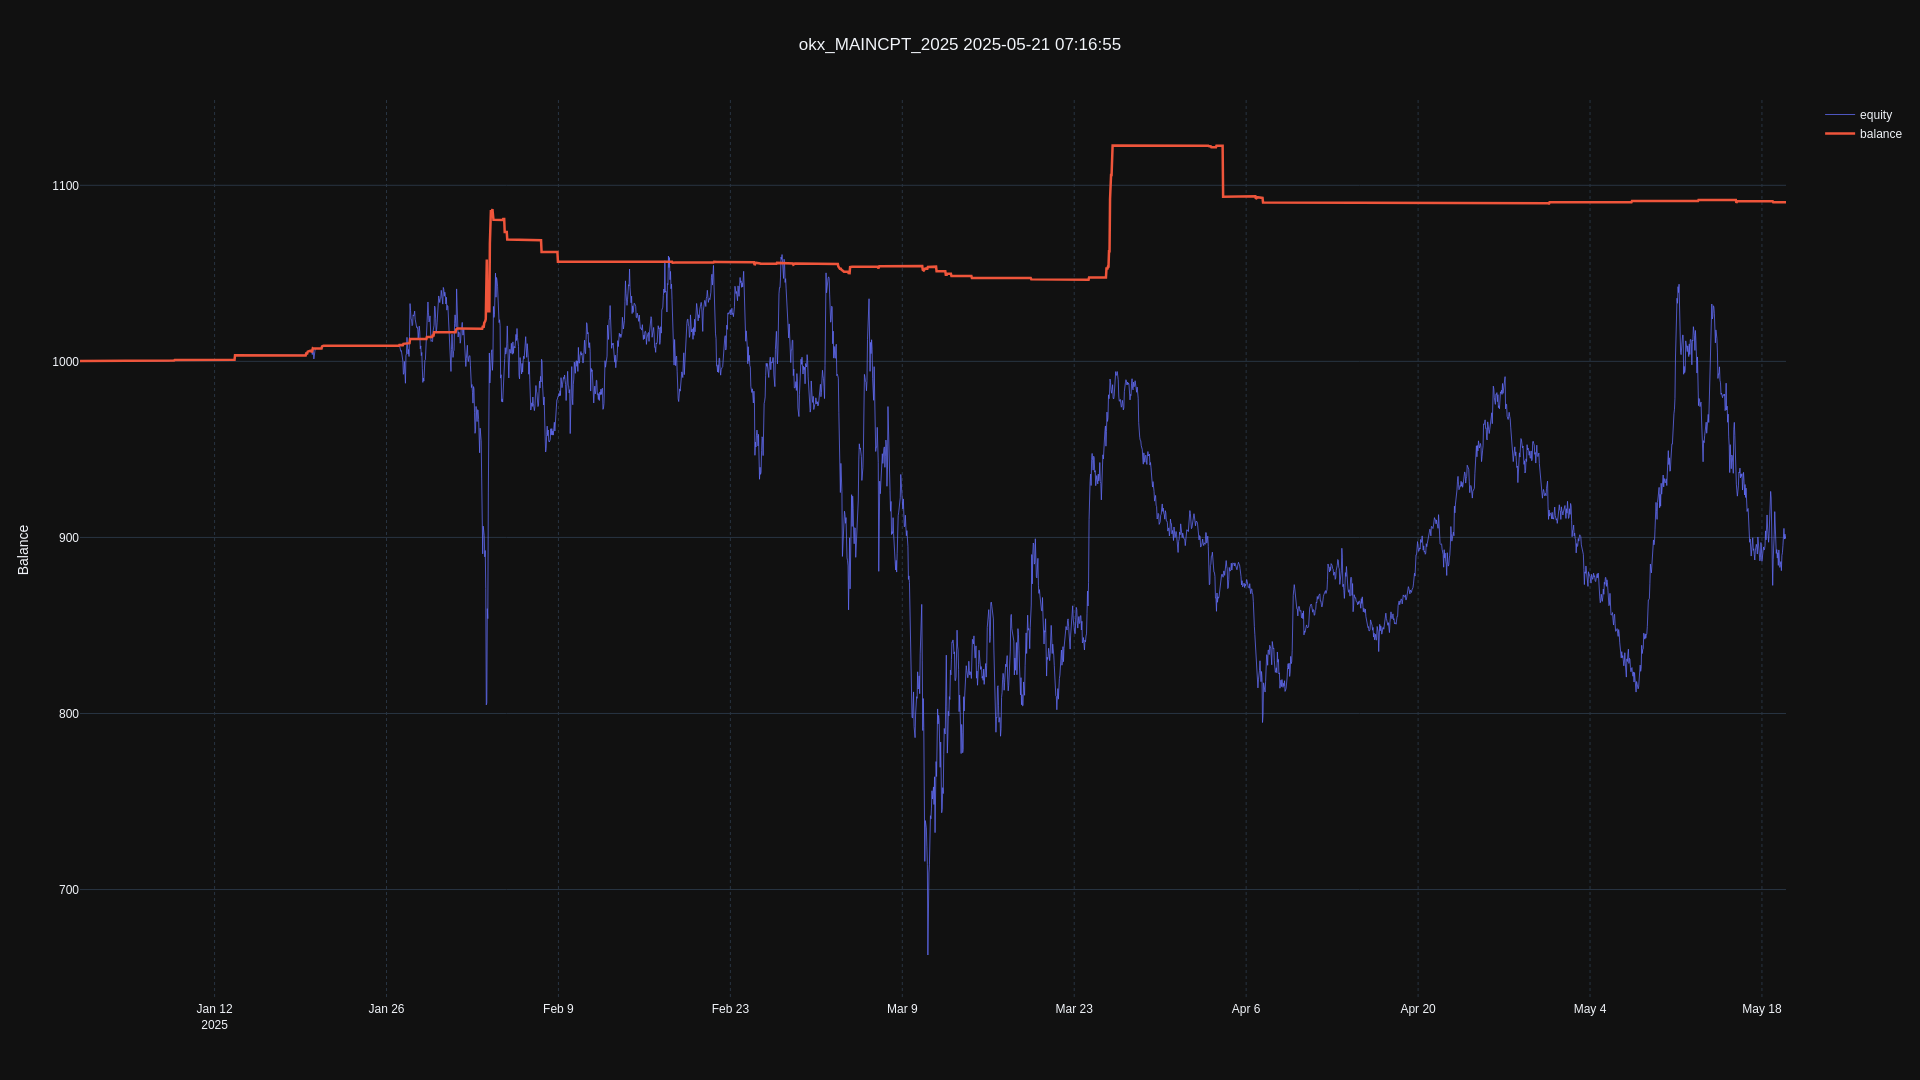 okx_MAINCPT_2025 2025-05-21 07:16:55
equity
balance
Balance
1100
1000
900
800
700
Jan 12
2025
Jan 26
Feb 9
Feb 23
Mar 9
Mar 23
Apr 6
Apr 20
May 4
May 18